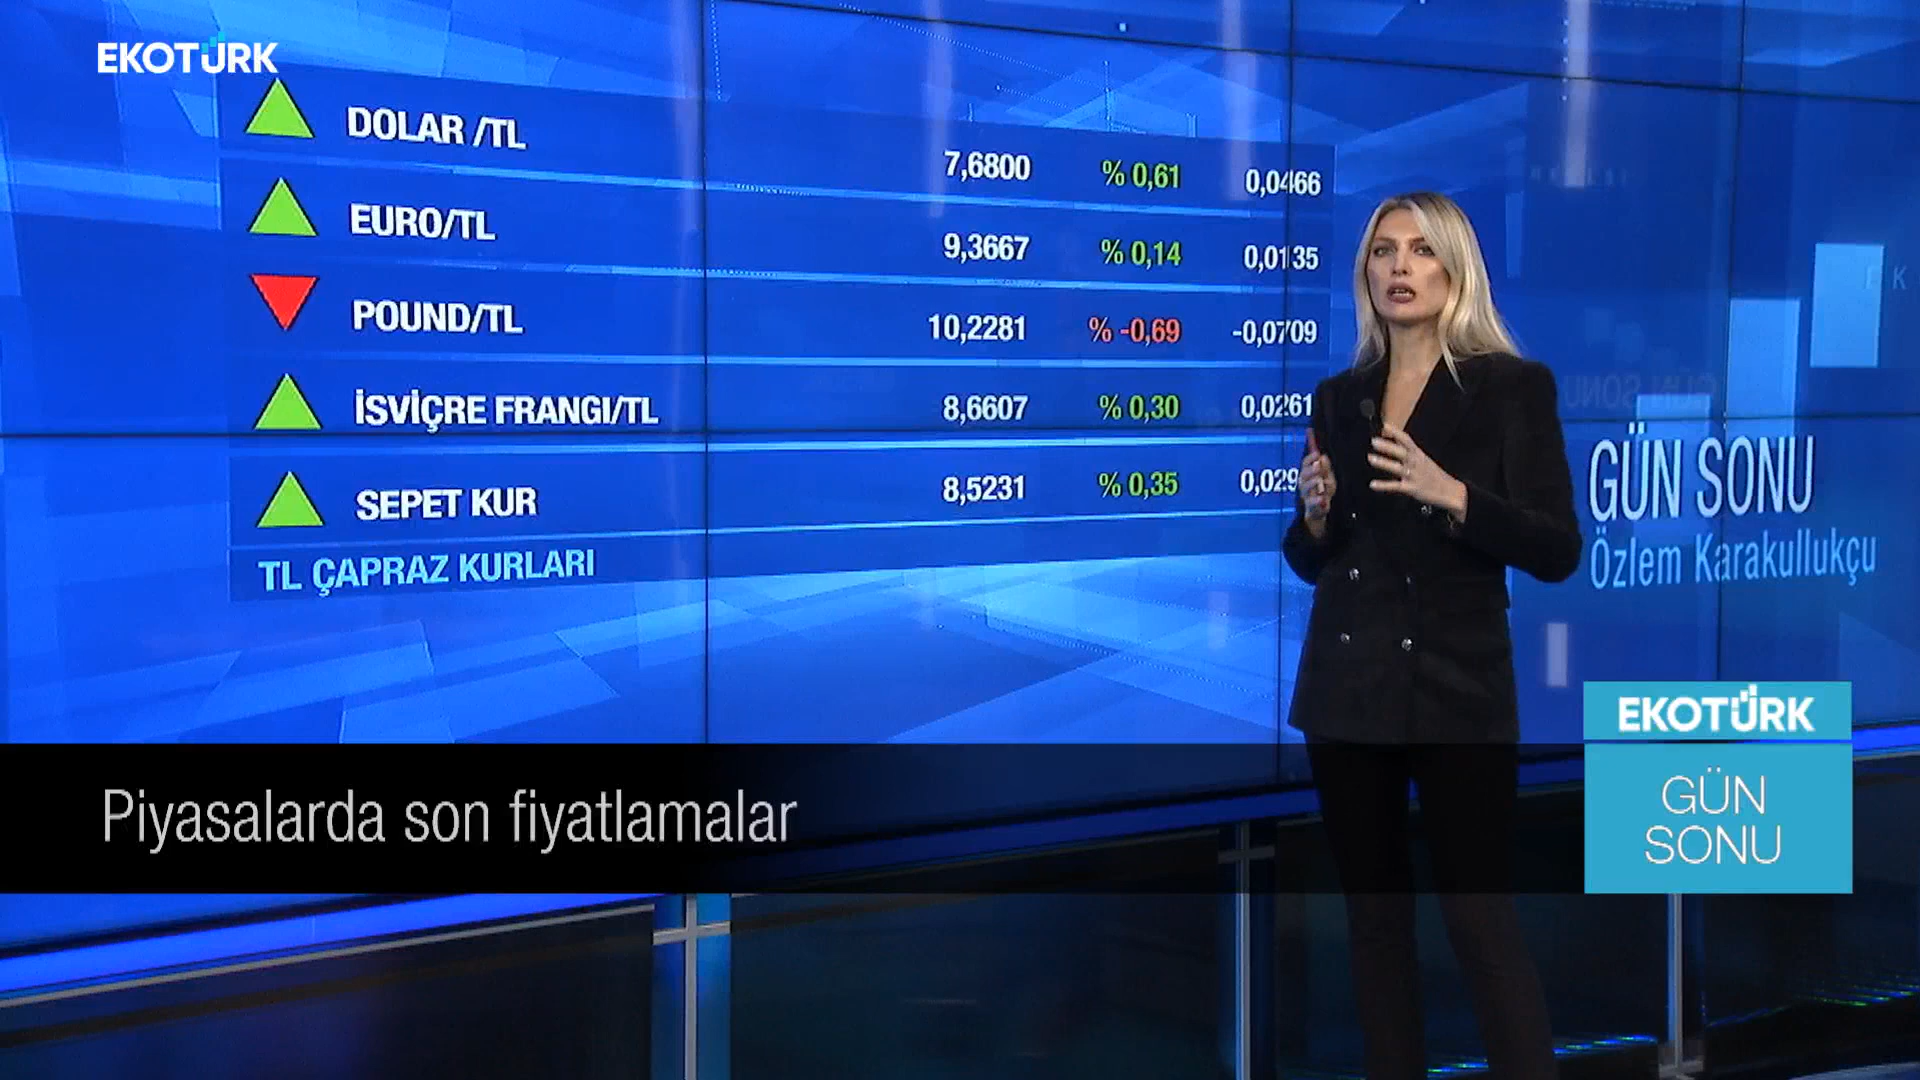 EKOTÜRK
DOLAR /TL 7,6800 % 0,61 0,0466
EURO/TL 9,3667 % 0,14 0,0135
POUND/TL 10,2281 % -0,69 -0,0709
İSVİÇRE FRANGI/TL 8,6607 % 0,30 0,0261
SEPET KUR 8,5231 % 0,35 0,029
TL ÇAPRAZ KURLARI
GÜN SONU
Özlem Karakullukçu
EKOTÜRK
GÜN
SONU
Piyasalarda son fiyatlamalar